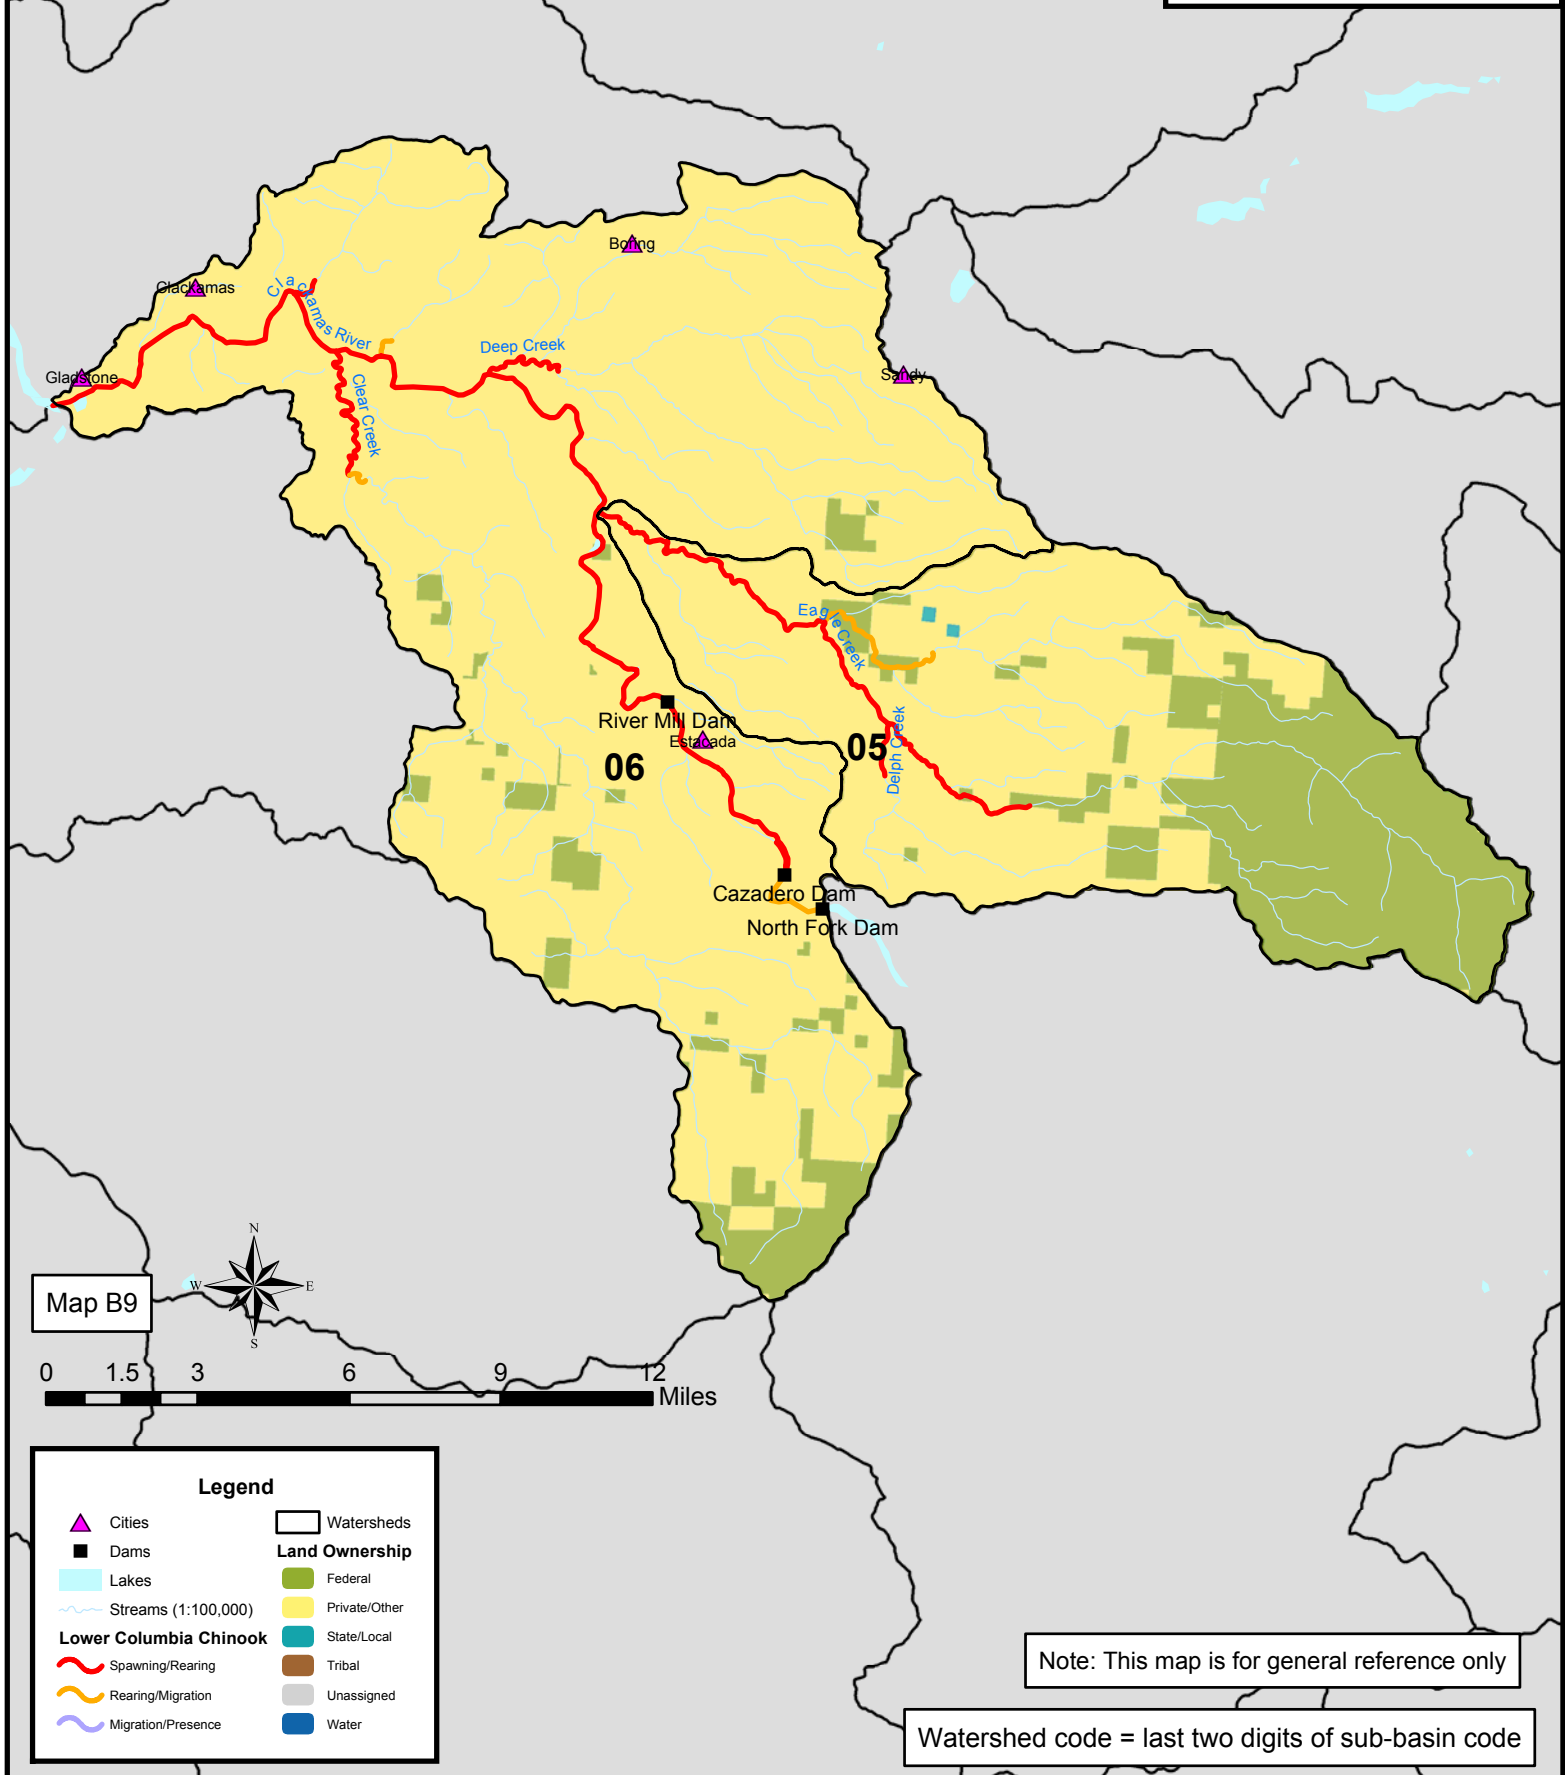 Boring
Clackamas
Clackamas River
Deep Creek
Gladstone
Clear Creek
Sandy
Eagle Creek
River Mill Dam
Estacada
05
06
Delph Creek
Cazadero Dam
North Fork Dam
N
W
E
S
Map B9
0 1.5 3 6 9 12
Miles
Legend
Cities
Dams
Lakes
Streams (1:100,000)
Lower Columbia Chinook
Spawning/Rearing
Rearing/Migration
Migration/Presence
Watersheds
Land Ownership
Federal
Private/Other
State/Local
Tribal
Unassigned
Water
Note: This map is for general reference only
Watershed code = last two digits of sub-basin code